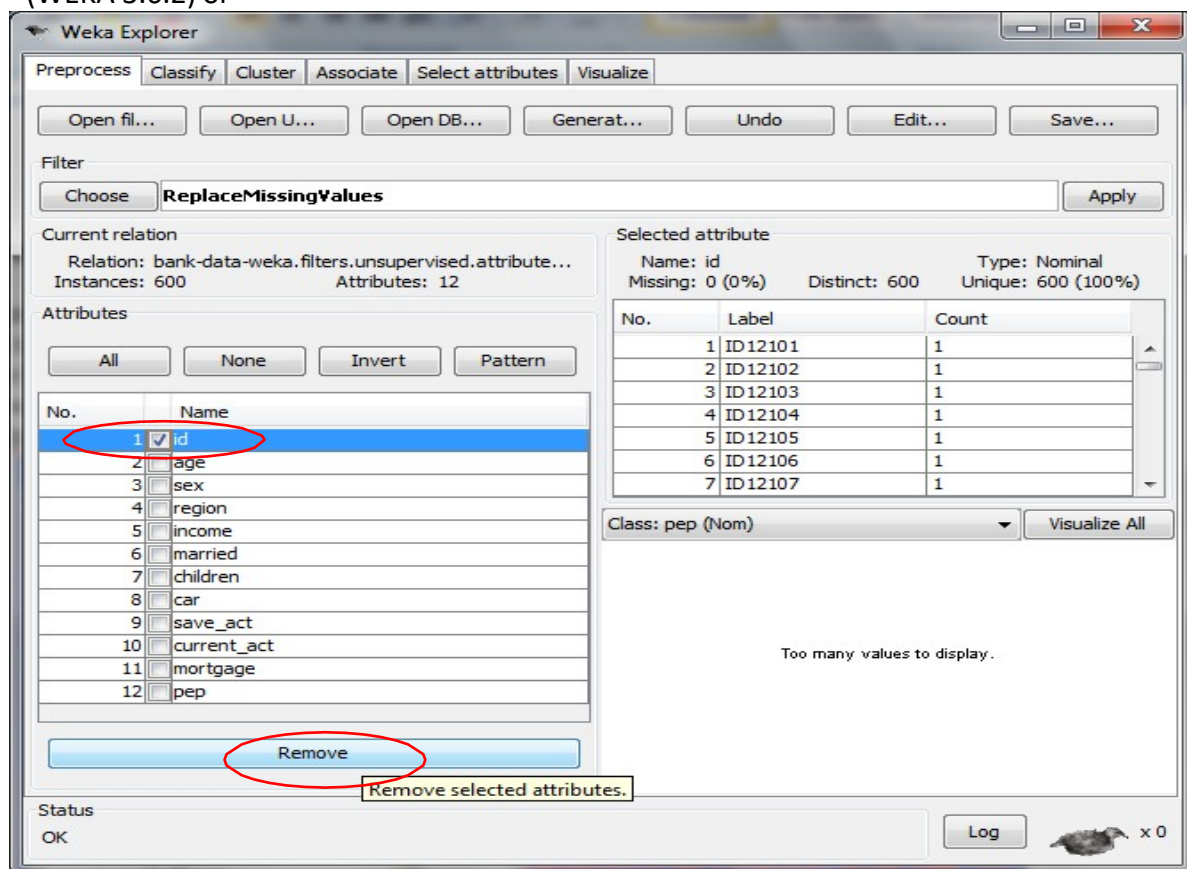 (WEKA 3.6.2) or
Weka Explorer
Preprocess Classify Cluster Associate Select attributes Visualize
Open fil... Open U... Open DB... Generat... Undo Edit... Save...
Filter
Choose ReplaceMissingValues Apply
Current relation
Relation: bank-data-weka.filters.unsupervised.attribute...
Instances: 600 Attributes: 12
Attributes
All None Invert Pattern
No. Name
1 id
2 age
3 sex
4 region
5 income
6 married
7 children
8 car
9 save_act
10 current_act
11 mortgage
12 pep
Remove
Remove selected attributes.
Selected attribute
Name: id Type: Nominal
Missing: 0 (0%) Distinct: 600 Unique: 600 (100%)
No. Label Count
1 ID12101 1
2 ID12102 1
3 ID12103 1
4 ID12104 1
5 ID12105 1
6 ID12106 1
7 ID12107 1
Class: pep (Nom) Visualize All
Too many values to display.
Status
OK
Log x 0